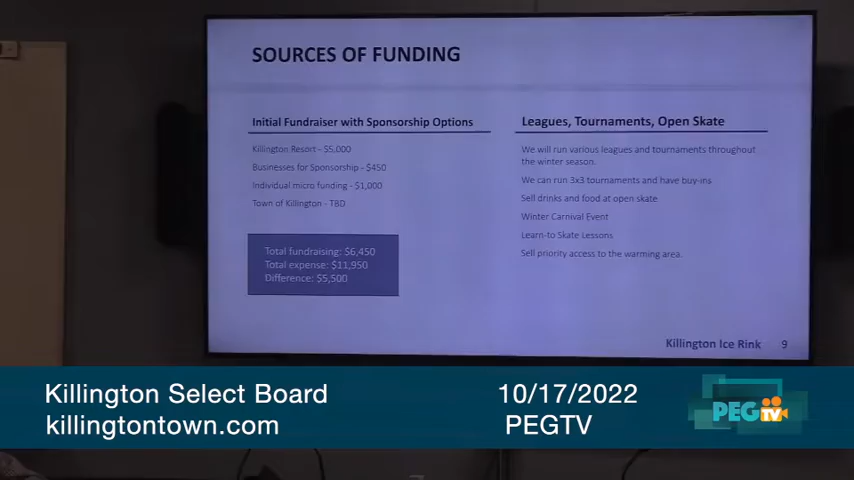 SOURCES OF FUNDING
Initial Fundraiser with Sponsorship Options
Killington Resort - $5,000
Businesses for Sponsorship - $450
Individual micro funding - $1,000
Town of Killington - TBD
Total fundraising: $6,450
Total expense: $11,950
Difference: $5,500
Leagues, Tournaments, Open Skate
We will run various leagues and tournaments throughout
the winter season.
We can run 3x3 tournaments and have buy-ins
Sell drinks and food at open skate
Winter Carnival Event
Learn-to Skate Lessons
Sell priority access to the warming area.
Killington Ice Rink 9
Killington Select Board
killingtontown.com
10/17/2022
PEGTV
PEGTV